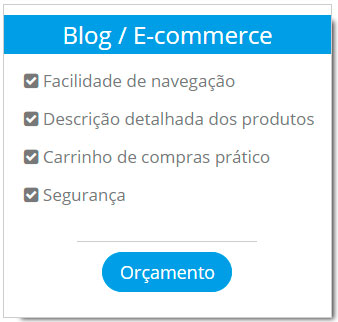 Blog / E-commerce
Facilidade de navegação
Descrição detalhada dos produtos
Carrinho de compras prático
Segurança
Orçamento